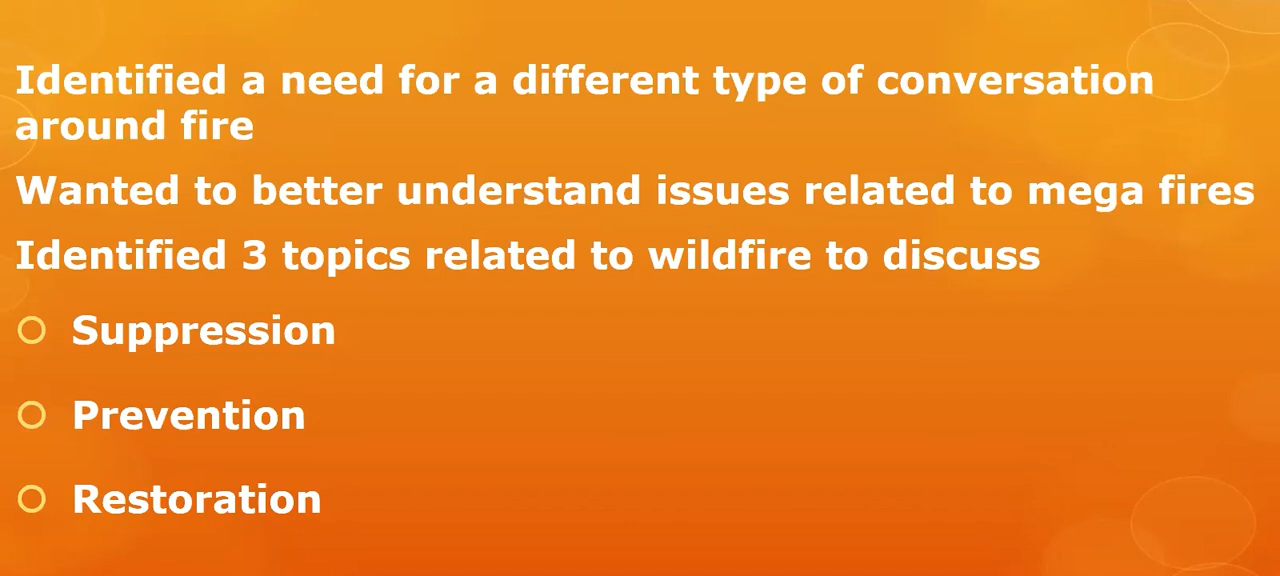 Identified a need for a different type of conversation
around fire
Wanted to better understand issues related to mega fires
Identified 3 topics related to wildfire to discuss
Suppression
Prevention
Restoration